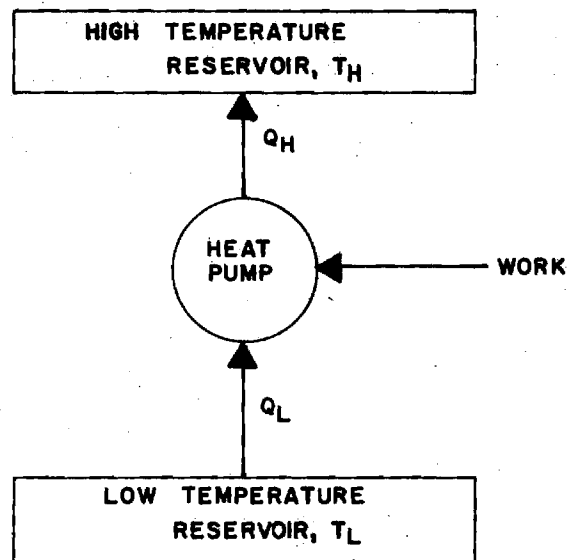 HIGH TEMPERATURE
RESERVOIR, TH
QH
HEAT
PUMP
WORK
QL
LOW TEMPERATURE
RESERVOIR, TL